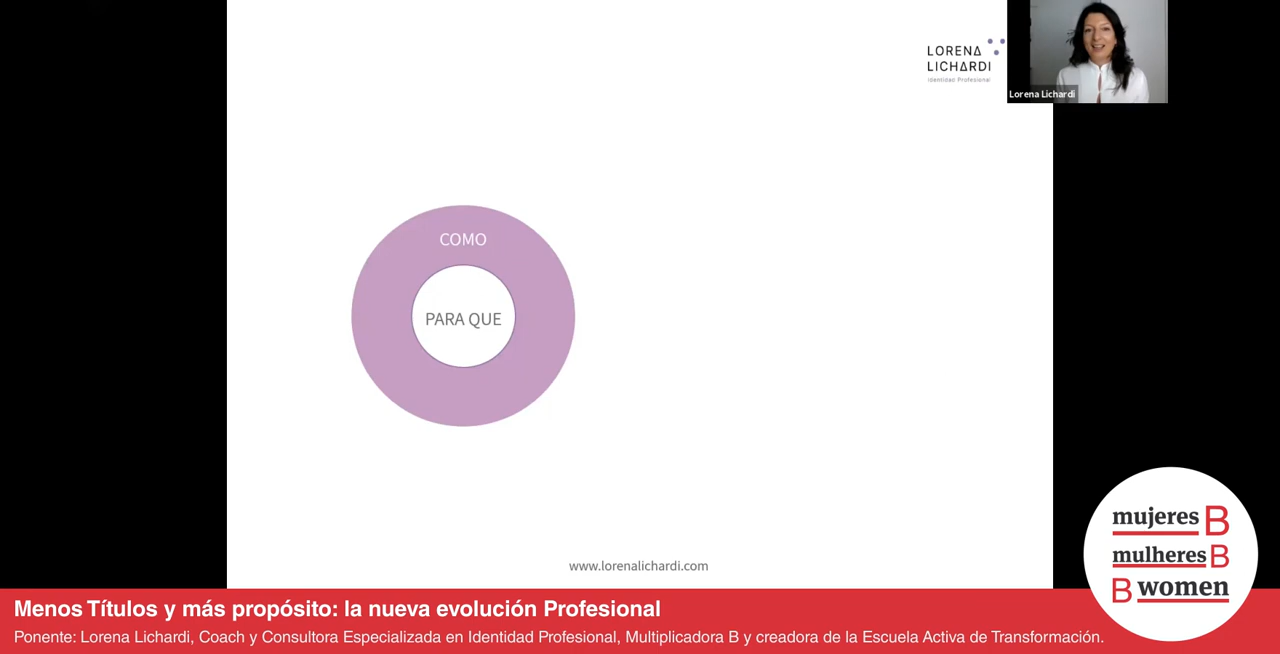 LORENA
LICHARDI
Identidad Profesional
Lorena Lichardi
COMO
PARA QUE
www.lorenalichardi.com
mujeres B
mulheres B
B women
Menos Títulos y más propósito: la nueva evolución Profesional
Ponente: Lorena Lichardi, Coach y Consultora Especializada en Identidad Profesional, Multiplicadora B y creadora de la Escuela Activa de Transformación.